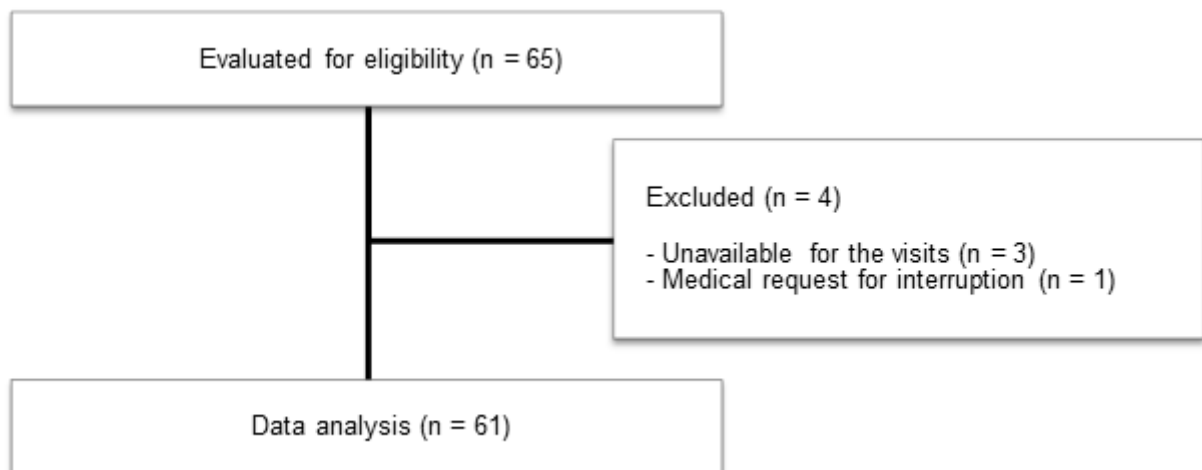 Evaluated for eligibility (n = 65)
Excluded (n = 4)
- Unavailable for the visits (n = 3)
- Medical request for interruption (n = 1)
Data analysis (n = 61)